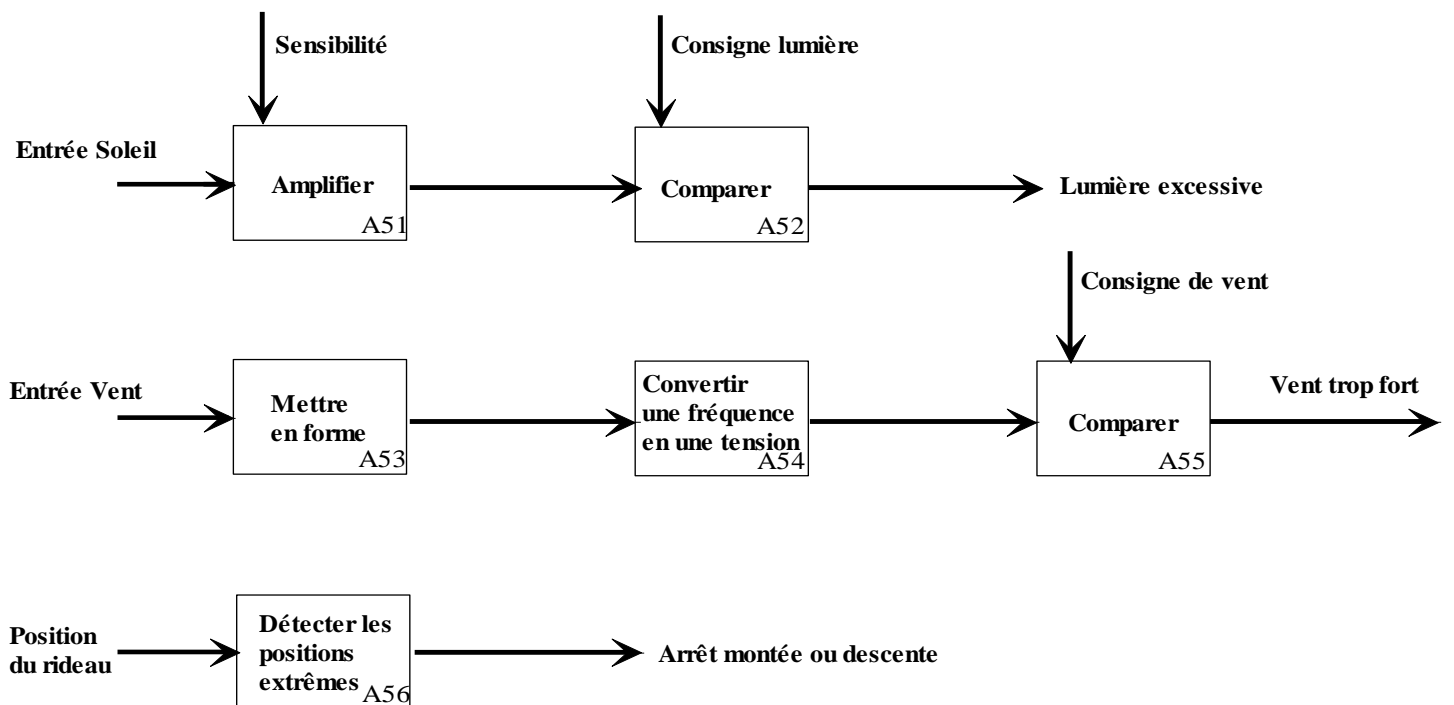 Sensibilité
Consigne lumière
Entrée Soleil
Amplifier
A51
Comparer
A52
Lumière excessive
Consigne de vent
Entrée Vent
Mettre
en forme
A53
Convertir
une fréquence
en une tension
A54
Comparer
A55
Vent trop fort
Position
du rideau
Détecter les
positions
extrêmes
A56
Arrêt montée ou descente